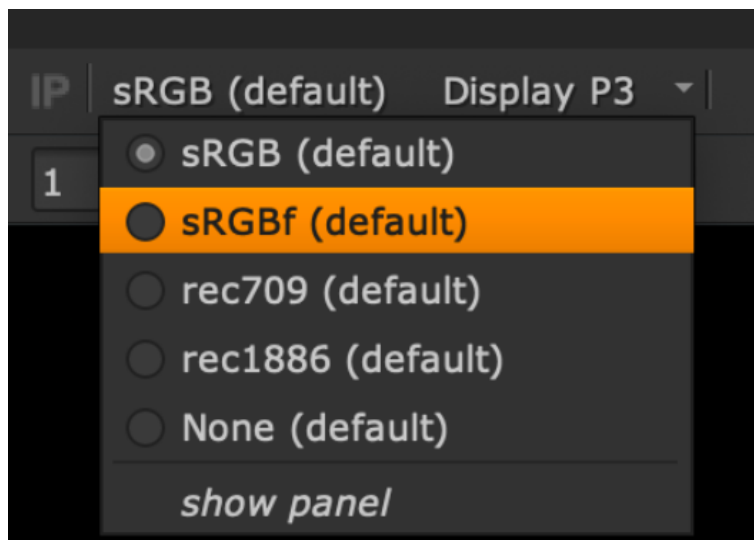 IP sRGB (default) Display P3
sRGB (default)
1
sRGBf (default)
rec709 (default)
rec1886 (default)
None (default)
show panel